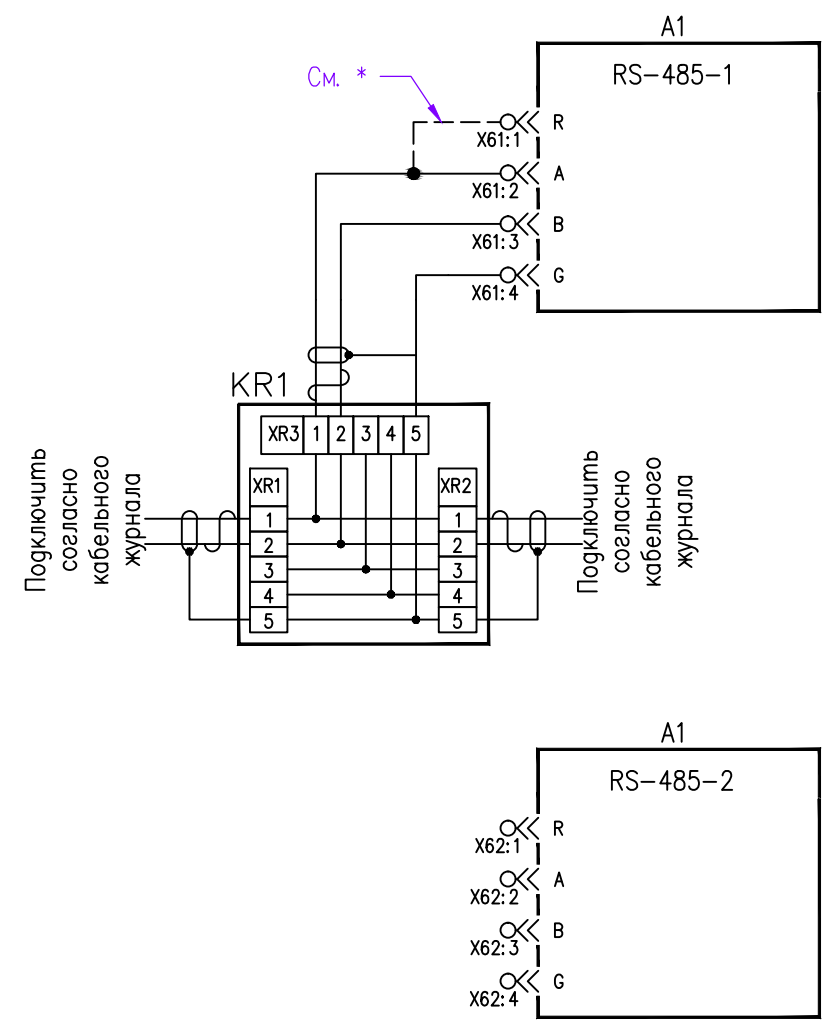 A1
RS-485-1
См. *
R
X61:1
A
X61:2
B
X61:3
G
X61:4
KR1
XR3 1 2 3 4 5
Подключить
согласно
кабельного
журнала
XR1
1
2
3
4
5
XR2
1
2
3
4
5
Подключить
согласно
кабельного
журнала
A1
RS-485-2
R
X62:1
A
X62:2
B
X62:3
G
X62:4